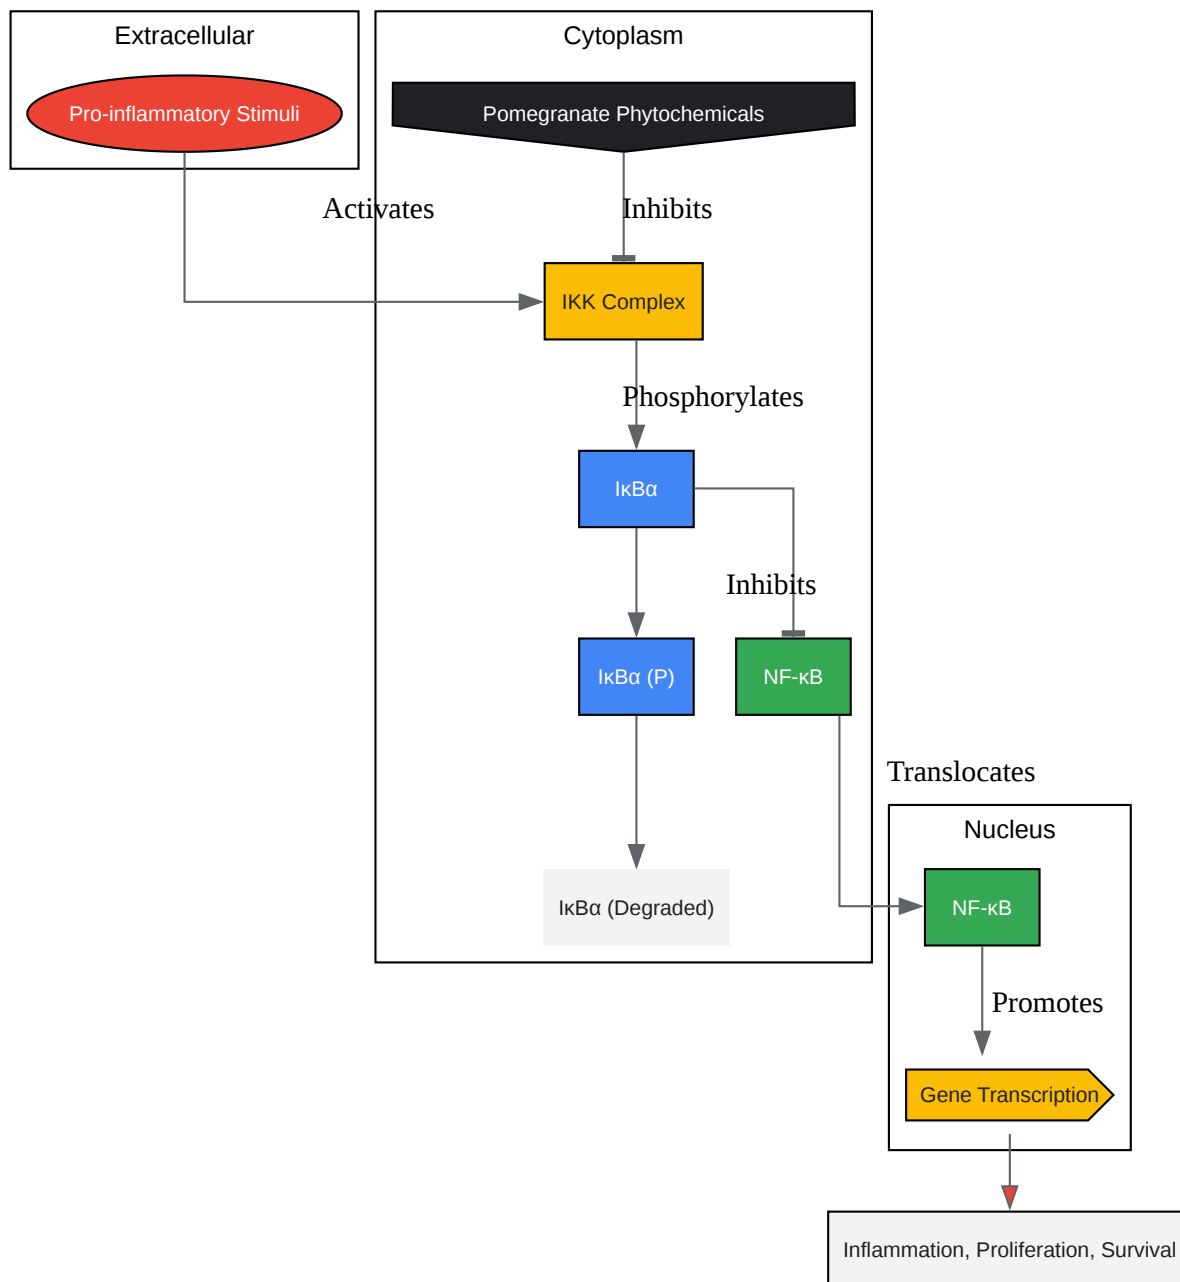 Extracellular
Cytoplasm
Pro-inflammatory Stimuli
Pomegranate Phytochemicals
Activates
Inhibits
IKK Complex
Phosphorylates
IκBα
Inhibits
IκBα (P)
NF-κB
Translocates
Nucleus
IκBα (Degraded)
NF-κB
Promotes
Gene Transcription
Inflammation, Proliferation, Survival